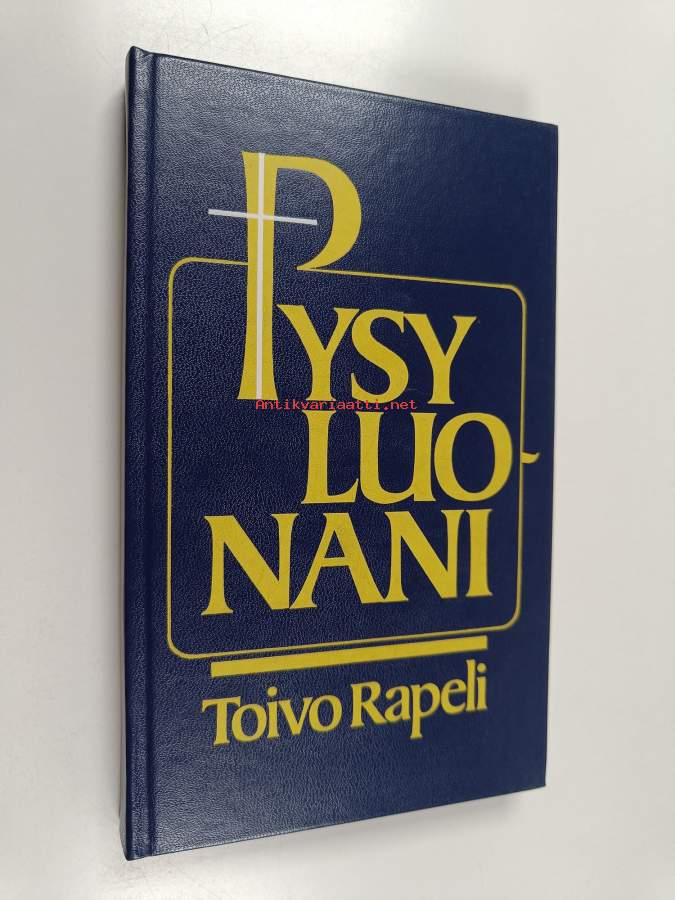 PYSY
Antikvariaatti.net
LUO-
NANI
Toivo Rapeli